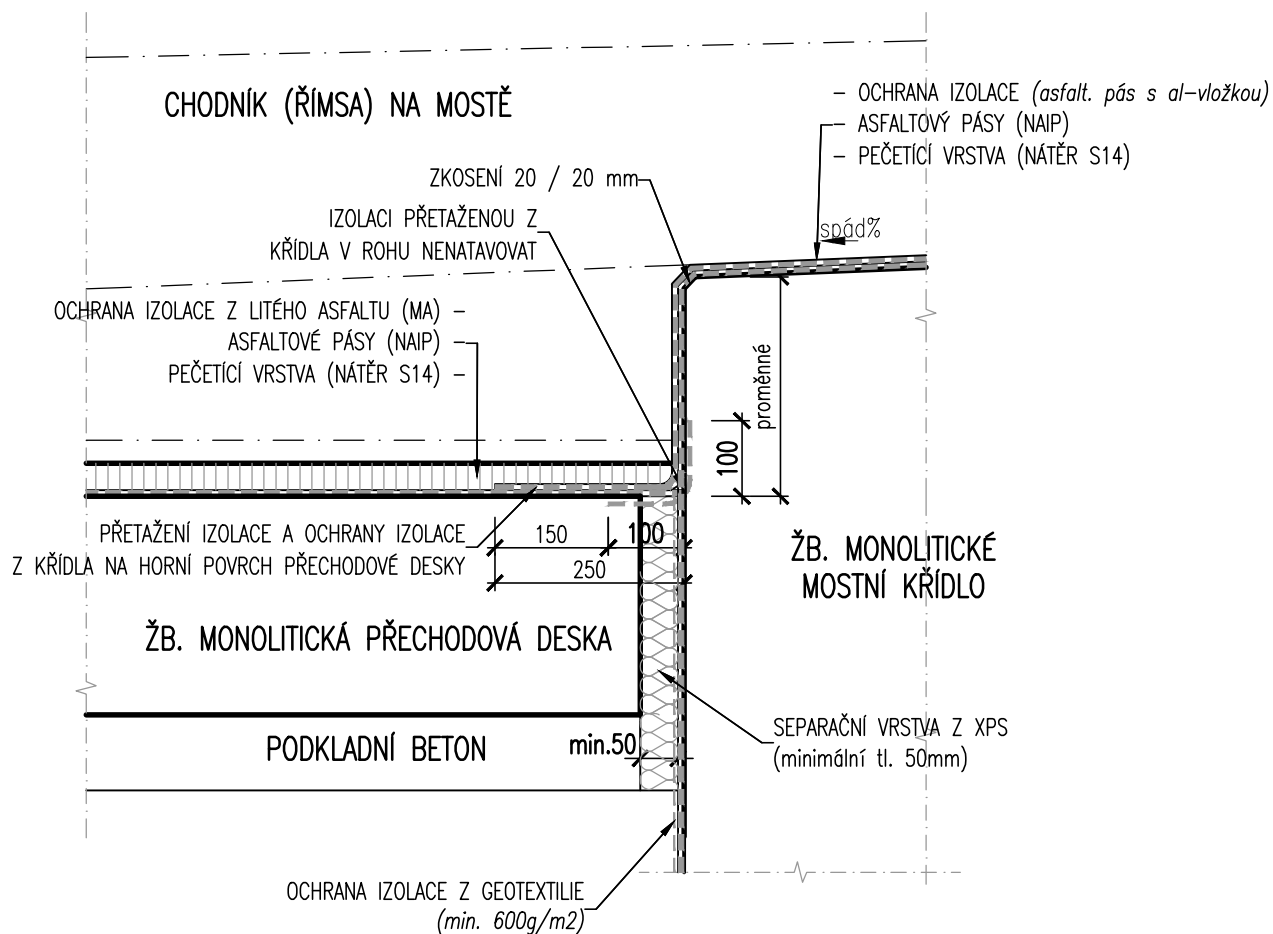 CHODNÍK (ŘÍMSA) NA MOSTĚ
– OCHRANA IZOLACE (asfalt. pás s al–vložkou)
– ASFALTOVÝ PÁSY (NAIP)
– PEČETÍCÍ VRSTVA (NÁTĚR S14)
ZKOSENÍ 20 / 20 mm
IZOLACI PŘETAŽENOU Z
KŘÍDLA V ROHU NENATAVOVAT
spád%
OCHRANA IZOLACE Z LITÉHO ASFALTU (MA) –
ASFALTOVÉ PÁSY (NAIP) –
PEČETÍCÍ VRSTVA (NÁTĚR S14) –
proměnné
100
PŘETAŽENÍ IZOLACE A OCHRANY IZOLACE
Z KŘÍDLA NA HORNÍ POVRCH PŘECHODOVÉ DESKY
150
100
250
ŽB. MONOLITICKÉ
MOSTNÍ KŘÍDLO
ŽB. MONOLITICKÁ PŘECHODOVÁ DESKA
PODKLADNÍ BETON
min.50
SEPARAČNÍ VRSTVA Z XPS
(minimální tl. 50mm)
OCHRANA IZOLACE Z GEOTEXTILIE
(min. 600g/m2)